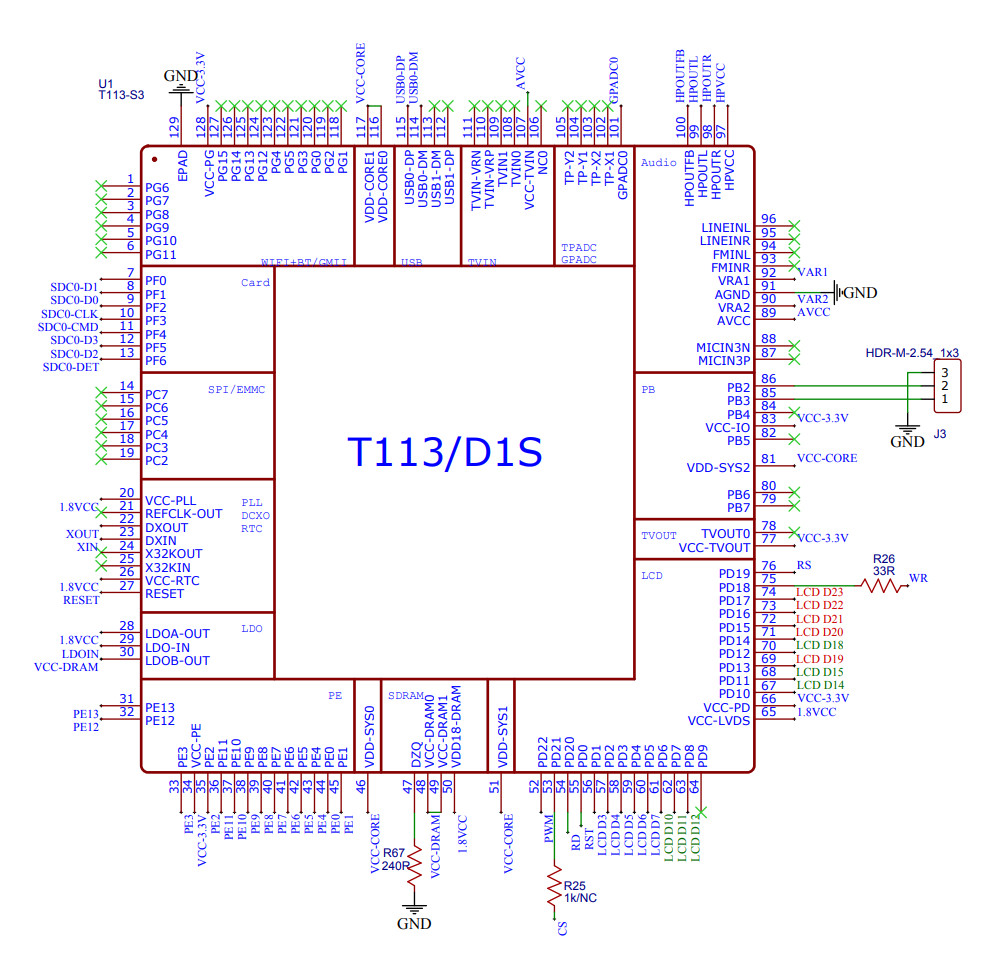 U1
T113-S3
GND
VCC-3.3V
VCC-CORE
USB0-DP
USB0-DM
AVCC
GPADC0
HPOUTFB
HPOUTL
HPOUTR
HPVCC
129
128
127
126
125
124
123
122
121
120
119
118
117
116
115
114
113
112
111
110
109
108
107
106
105
104
103
102
101
100
99
98
97
EPAD
VCC-PG
PG15
PG14
PG13
PG12
PG4
PG5
PG3
PG0
PG2
PG1
VDD-CORE1
VDD-CORE0
USB0-DP
USB0-DM
USB1-DM
USB1-DP
TVIN-VRN
TVIN-VRP
TVIN1
TVIN0
VCC-TVIN
NC0
TP-Y2
TP-Y1
TP-X2
TP-X1
GPADC0
Audio
HPOUTFB
HPOUTL
HPOUTR
HPVCC
WIFI+BT/GMII
USB
TVIN
TPADC
GPADC
1 PG6
2 PG7
3 PG8
4 PG9
5 PG10
6 PG11
Card
7 PF0
SDC0-D1 8 PF1
SDC0-D0 9 PF2
SDC0-CLK 10 PF3
SDC0-CMD 11 PF4
SDC0-D3 12 PF5
SDC0-D2 13 PF6
SDC0-DET
SPI/EMMC
14 PC7
15 PC6
16 PC5
17 PC4
18 PC3
19 PC2
T113/D1S
20 VCC-PLL
1.8VCC 21 REFCLK-OUT
22 DXOUT
XOUT 23 DXIN
XIN 24 X32KOUT
25 X32KIN
26 VCC-RTC
1.8VCC 27 RESET
RESET
PLL
DCXO
RTC
28 LDOA-OUT
1.8VCC 29 LDO-IN
LDOIN 30 LDOB-OUT
VCC-DRAM
LDO
31 PE13
PE13 32 PE12
PE12
PE
SDRAM
LINEINL 96
LINEINR 95
FMINL 94
FMINR 93
VRA1 92 VAR1
AGND 91 GND
VRA2 90 VAR2
AVCC 89 AVCC
MICIN3N 88
MICIN3P 87
HDR-M-2.54_1x3
3
2
1
J3
GND
PB
PB2 86
PB3 85
PB4 84
VCC-IO 83 VCC-3.3V
PB5 82
VDD-SYS2 81 VCC-CORE
PB6 80
PB7 79
TVOUT
TVOUT0 78
VCC-TVOUT 77 VCC-3.3V
LCD
PD19 76 RS
PD18 75
R26
33R
WR
PD17 74 LCD D23
PD16 73 LCD D22
PD15 72 LCD D21
PD14 71 LCD D20
PD12 70 LCD D18
PD13 69 LCD D19
PD11 68 LCD D15
PD10 67 LCD D14
VCC-PD 66 VCC-3.3V
VCC-LVDS 65 1.8VCC
PE3
VCC-PE
PE2
PE11
PE10
PE9
PE8
PE7
PE6
PE5
PE4
PE0
PE1
VDD-SYS0
DZQ
VCC-DRAM0
VCC-DRAM1
VDD18-DRAM
VDD-SYS1
PD22
PD21
PD20
PD0
PD1
PD2
PD3
PD4
PD5
PD6
PD7
PD8
PD9
33
34
35
36
37
38
39
40
41
42
43
44
45
46
47
48
49
50
51
52
53
54
55
56
57
58
59
60
61
62
63
64
PE3
VCC-3.3V
PE2
PE11
PE10
PE9
PE8
PE7
PE6
PE5
PE4
PE0
PE1
VCC-CORE
VCC-DRAM
1.8VCC
VCC-CORE
PWM
RD
RST
LCD D3
LCD D4
LCD D5
LCD D6
LCD D7
LCD D10
LCD D11
LCD D12
R67
240R
GND
R25
1k/NC
CS